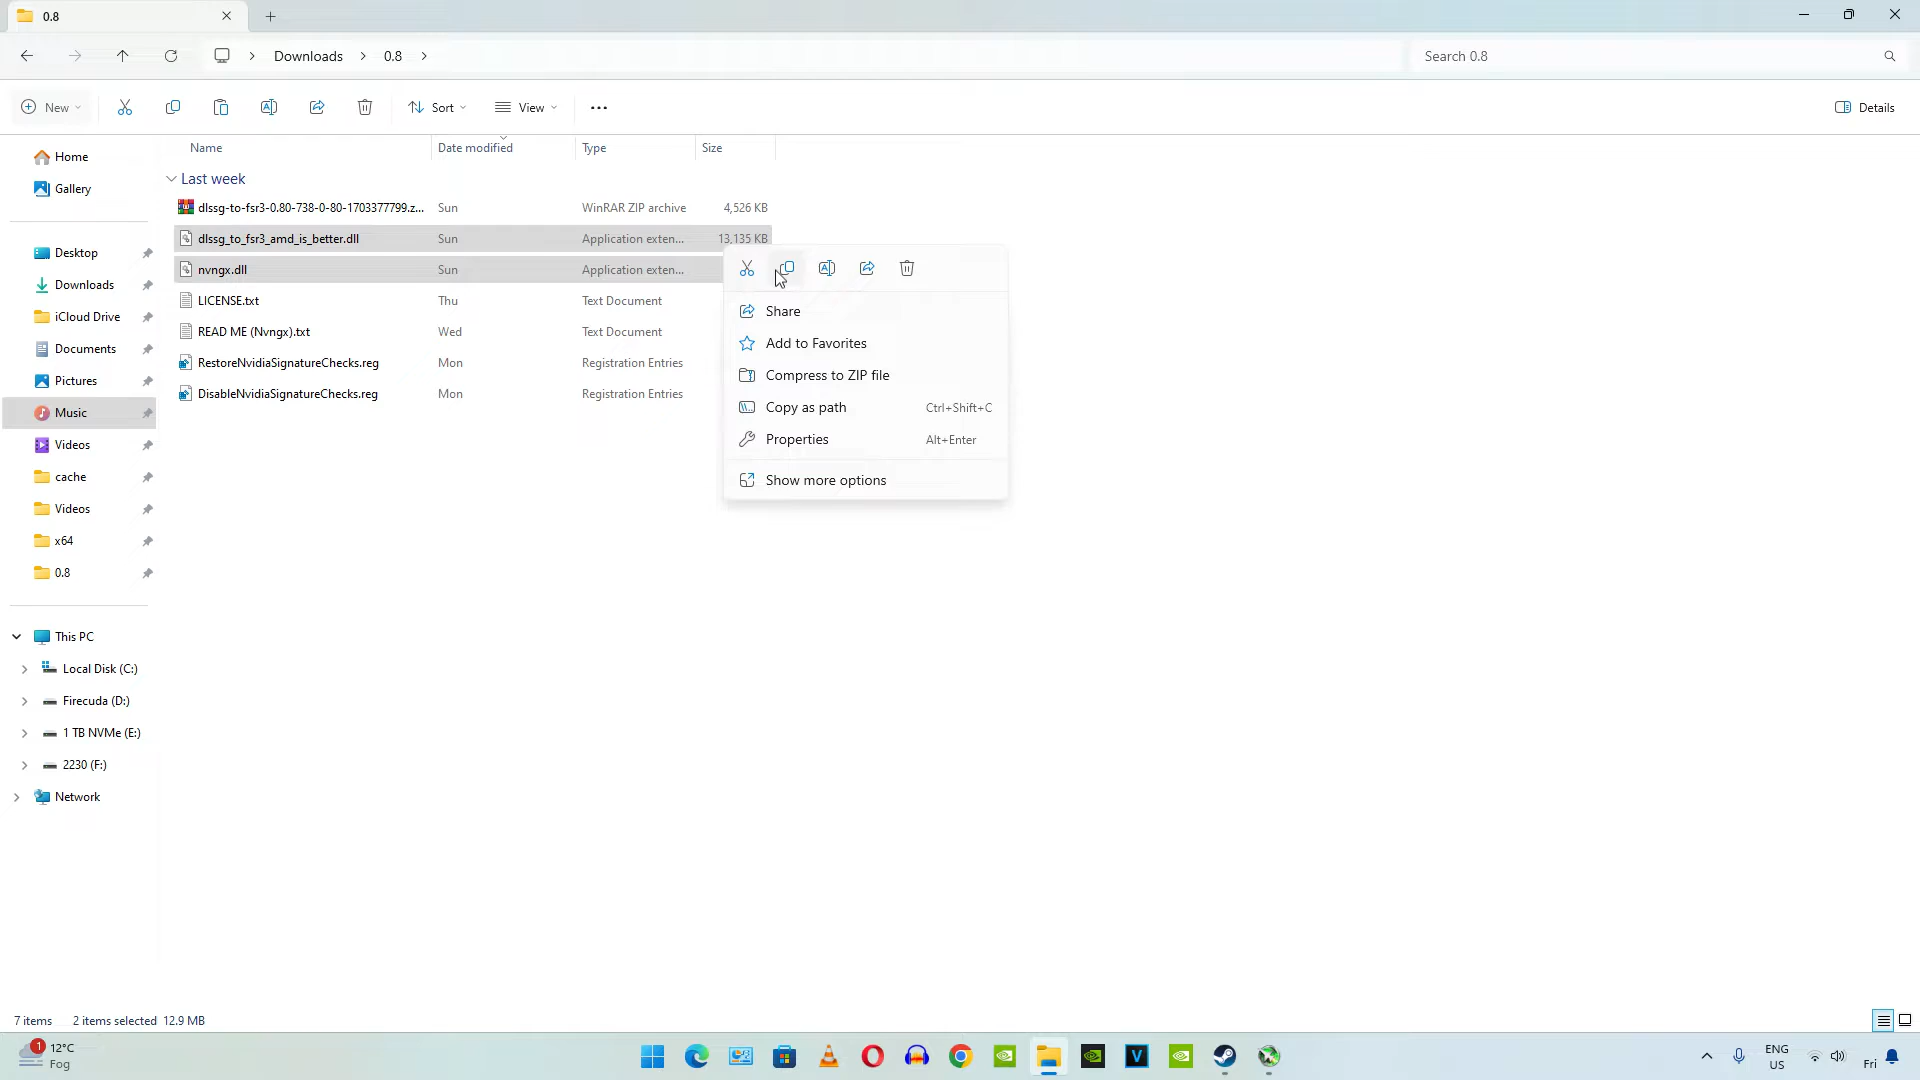 0.8
Downloads 0.8
Search 0.8
New
Sort
View
Details
Name Date modified Type Size
Last week
dlssg-to-fsr3-0.80-738-0-80-1703377799.z... Sun WinRAR ZIP archive 4,526 KB
dlssg_to_fsr3_amd_is_better.dll Sun Application exten... 13,135 KB
nvngx.dll Sun Application exten...
LICENSE.txt Thu Text Document
READ ME (Nvngx).txt Wed Text Document
RestoreNvidiaSignatureChecks.reg Mon Registration Entries
DisableNvidiaSignatureChecks.reg Mon Registration Entries
Share
Add to Favorites
Compress to ZIP file
Copy as path Ctrl+Shift+C
Properties Alt+Enter
Show more options
Home
Gallery
Desktop
Downloads
iCloud Drive
Documents
Pictures
Music
Videos
cache
Videos
x64
0.8
This PC
Local Disk (C:)
Firecuda (D:)
1 TB NVMe (E:)
2230 (F:)
Network
7 items 2 items selected 12.9 MB
1
12°C
Fog
V
ENG
US
Fri